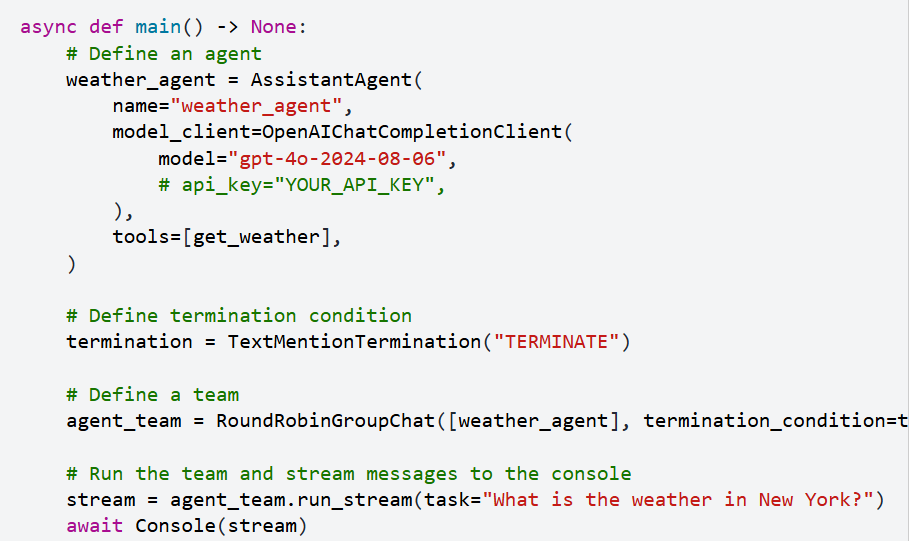 async def main() -> None:
    # Define an agent
    weather_agent = AssistantAgent(
        name="weather_agent",
        model_client=OpenAIChatCompletionClient(
            model="gpt-4o-2024-08-06",
            # api_key="YOUR_API_KEY",
        ),
        tools=[get_weather],
    )

    # Define termination condition
    termination = TextMentionTermination("TERMINATE")

    # Define a team
    agent_team = RoundRobinGroupChat([weather_agent], termination_condition=t

    # Run the team and stream messages to the console
    stream = agent_team.run_stream(task="What is the weather in New York?")
    await Console(stream)